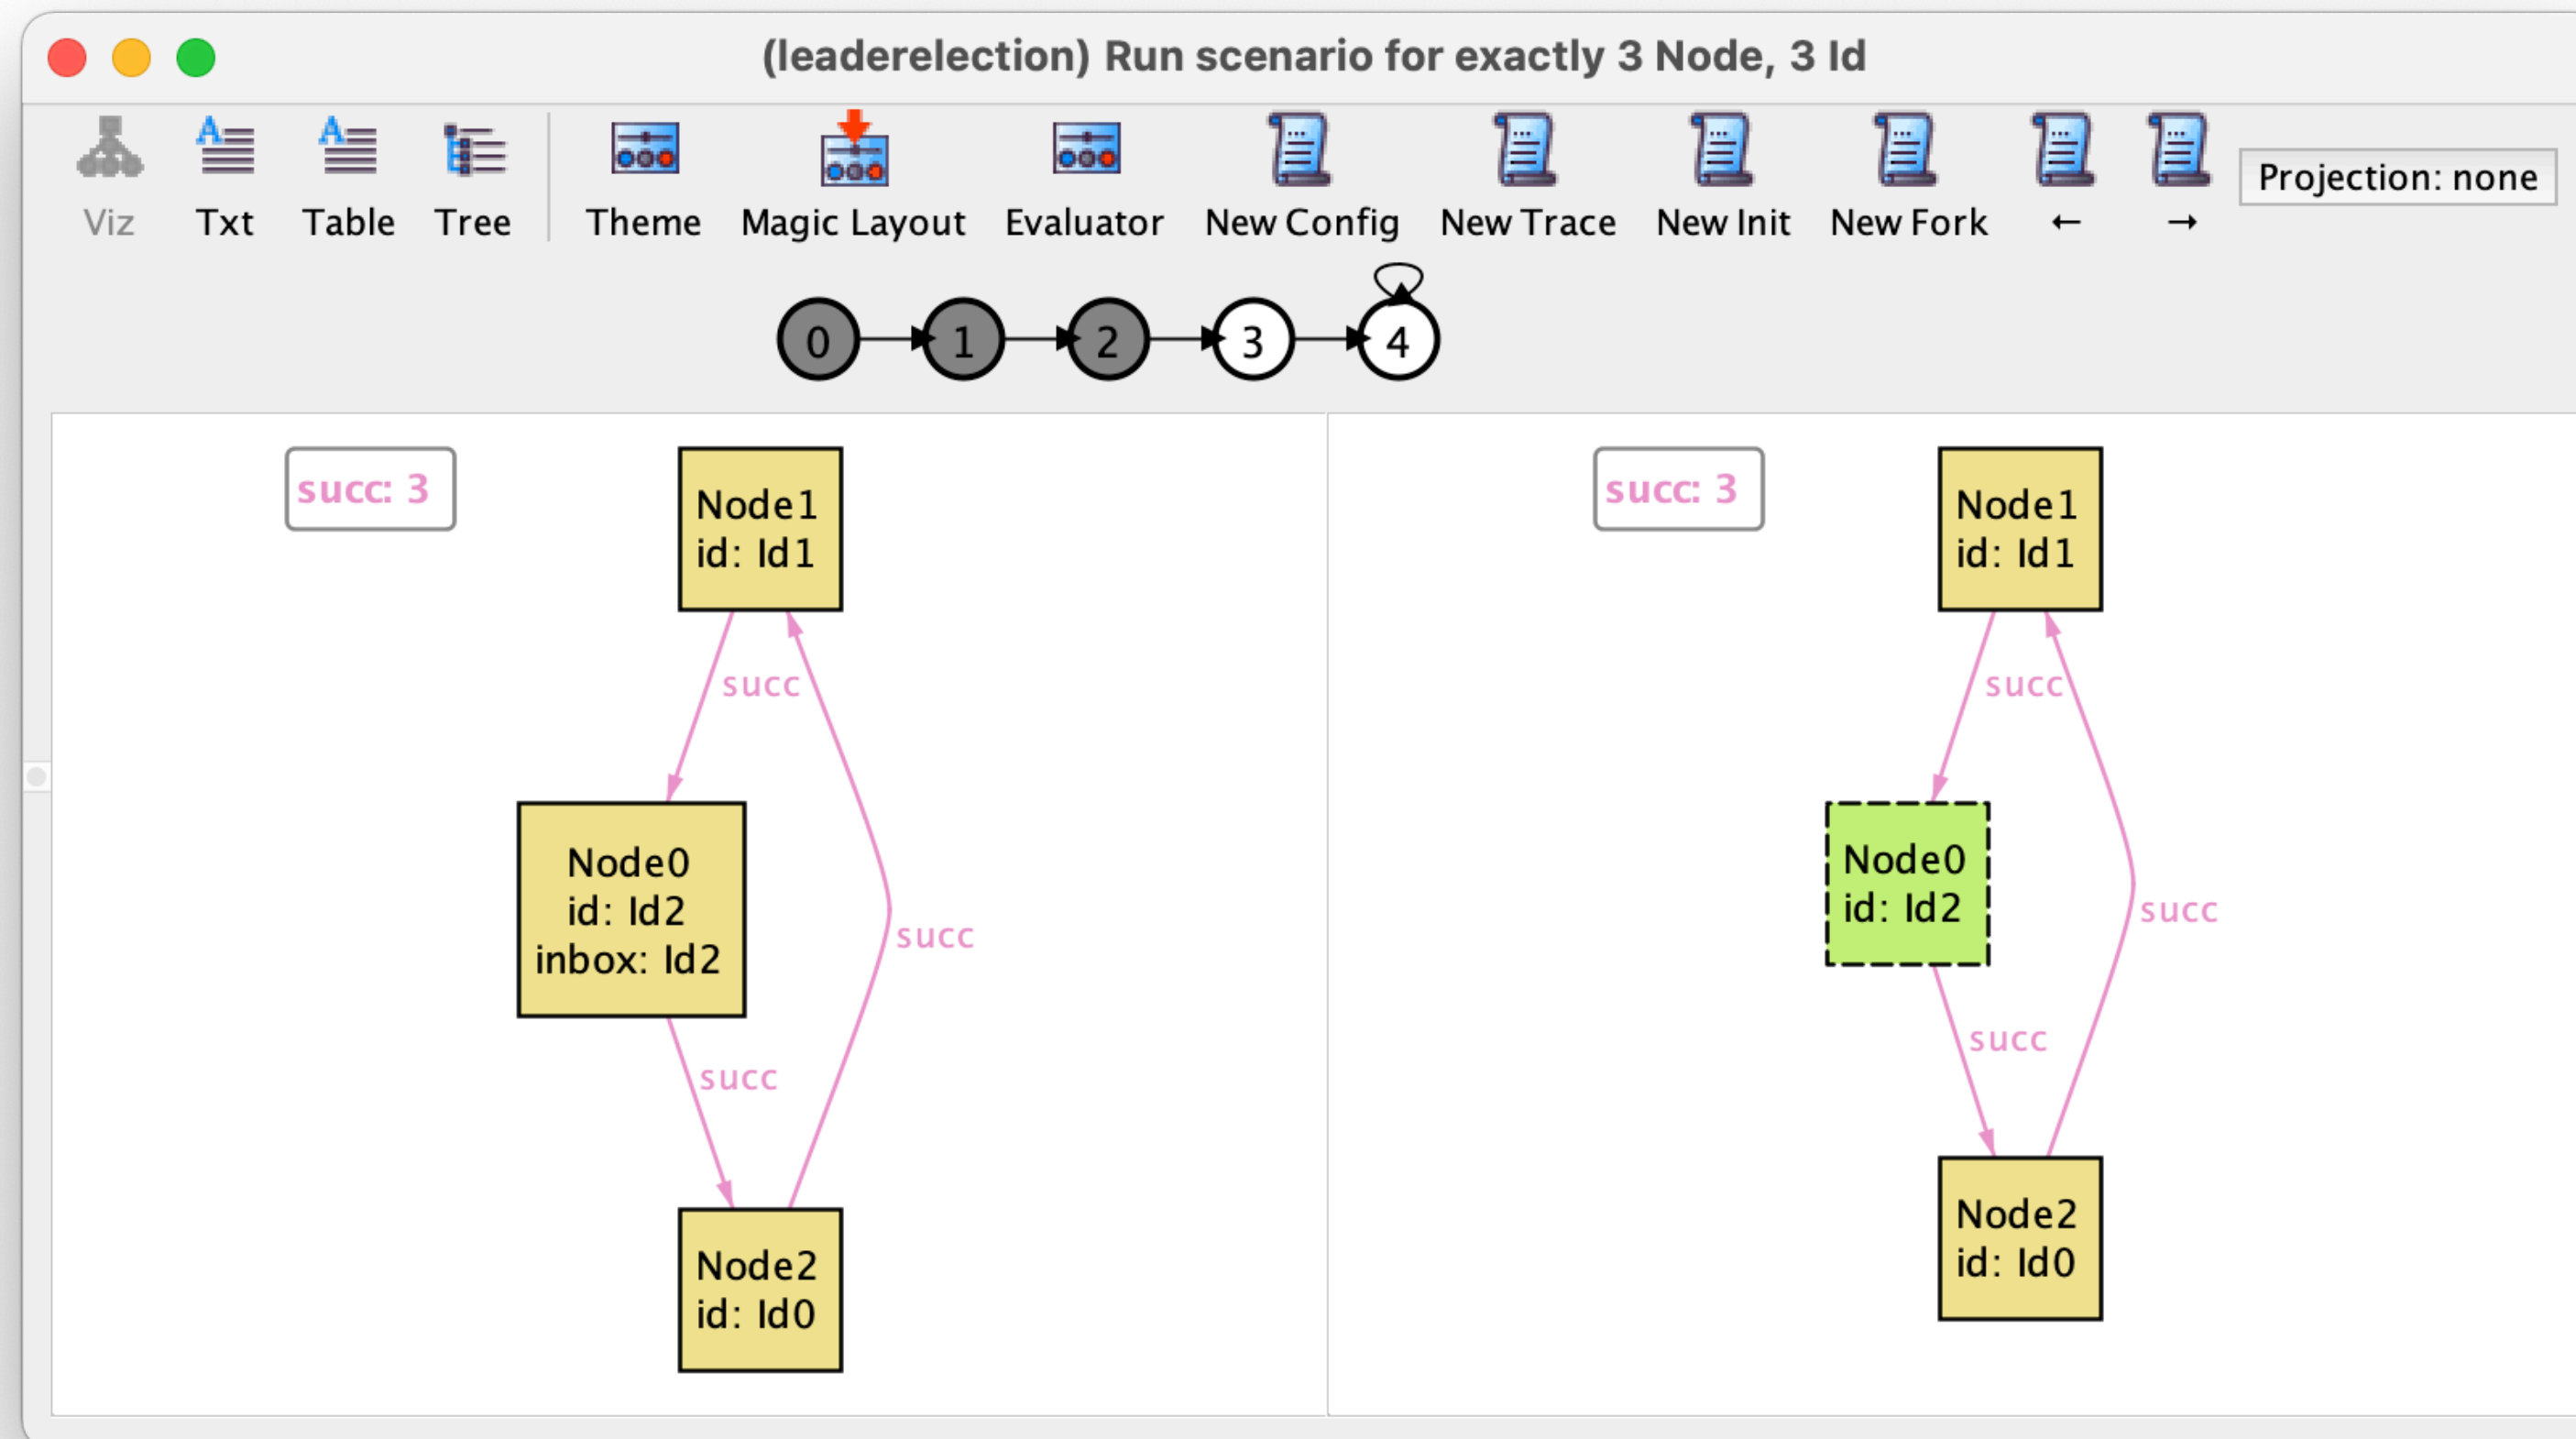 (leaderelection) Run scenario for exactly 3 Node, 3 Id
Viz Txt Table Tree Theme Magic Layout Evaluator New Config New Trace New Init New Fork ← → Projection: none
0 1 2 3 4
succ: 3
Node1
id: Id1
succ
Node0
id: Id2
inbox: Id2
succ
succ
Node2
id: Id0
succ: 3
Node1
id: Id1
succ
Node0
id: Id2
succ
succ
Node2
id: Id0